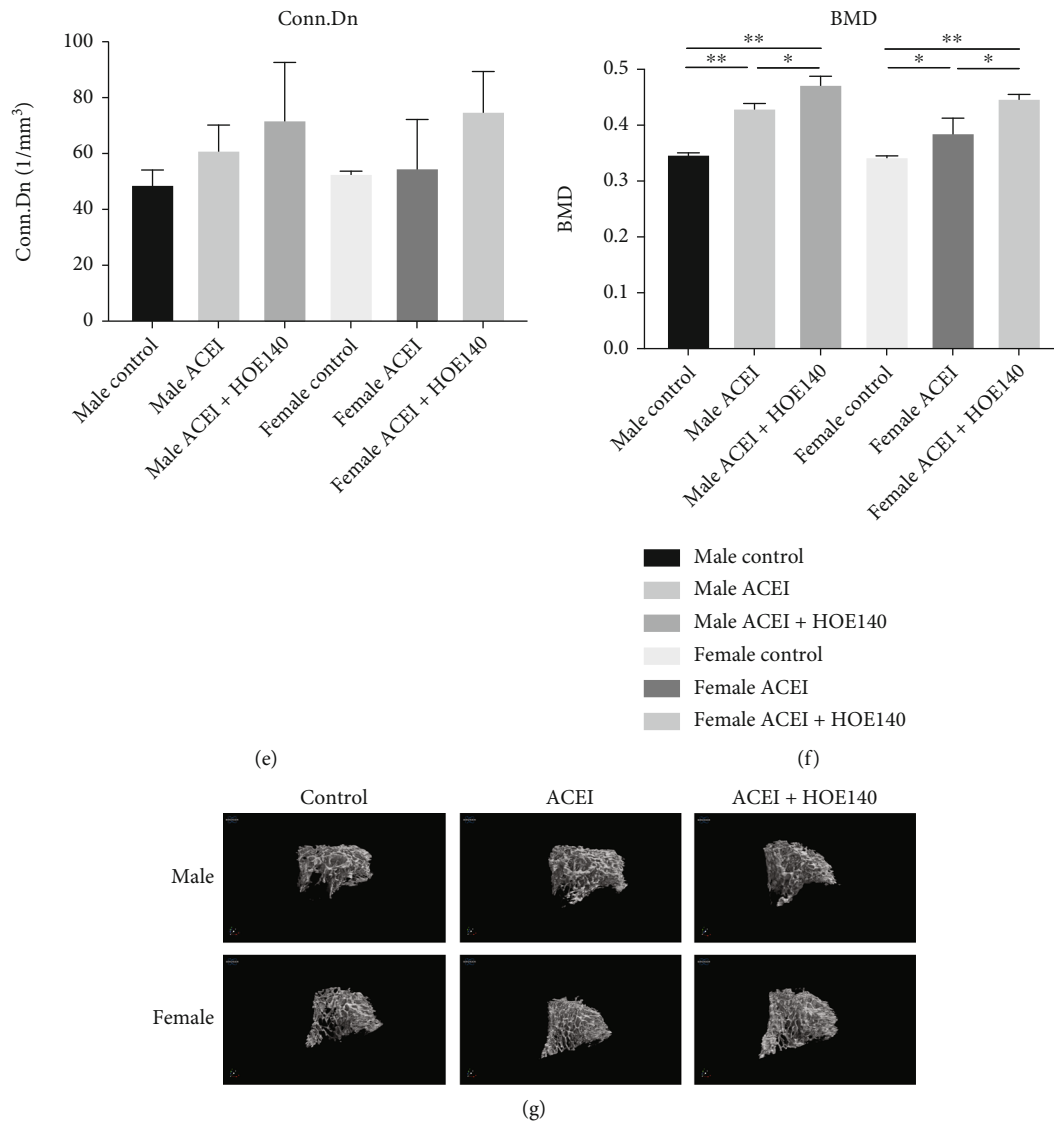 Conn.Dn
100
80
60
40
20
0
Conn.Dn (1/mm³)
Male control
Male ACEI
Male ACEI + HOE140
Female control
Female ACEI
Female ACEI + HOE140
(e)
BMD
** ** 
** * * *
0.5
0.4
0.3
0.2
0.1
0.0
BMD
Male control
Male ACEI
Male ACEI + HOE140
Female control
Female ACEI
Female ACEI + HOE140
Male control
Male ACEI
Male ACEI + HOE140
Female control
Female ACEI
Female ACEI + HOE140
(f)
Control ACEI ACEI + HOE140
Male
Female
(g)